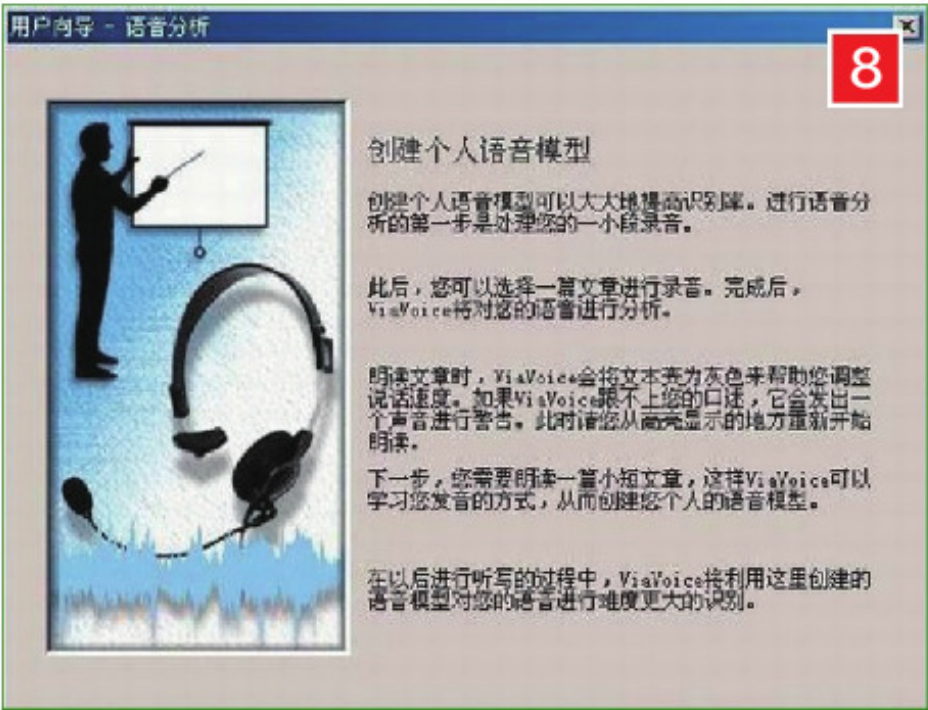 用户向导 - 语音分析
8
创建个人语音模型
创建个人语音模型可以大大地提高识别率。进行语音分
析的第一步是处理您的一小段录音。
此后，您可以选择一篇文章进行录音。完成后，
ViaVoice将对您的语音进行分析。
朗读文章时，ViaVoice会将文本变为灰色来帮助您调整
说话速度。如果ViaVoice跟不上您的口述，它会发出一
个声音进行警告。此时请您从高亮显示的地方重新开始
朗读。
下一步，您需要朗读一篇小短文章，这样ViaVoice可以
学习您发音的方式，从而创建您个人的语音模型。
在以后进行听写的过程中，ViaVoice将利用这里创建的
语音模型对您的语音进行难度更大的识别。